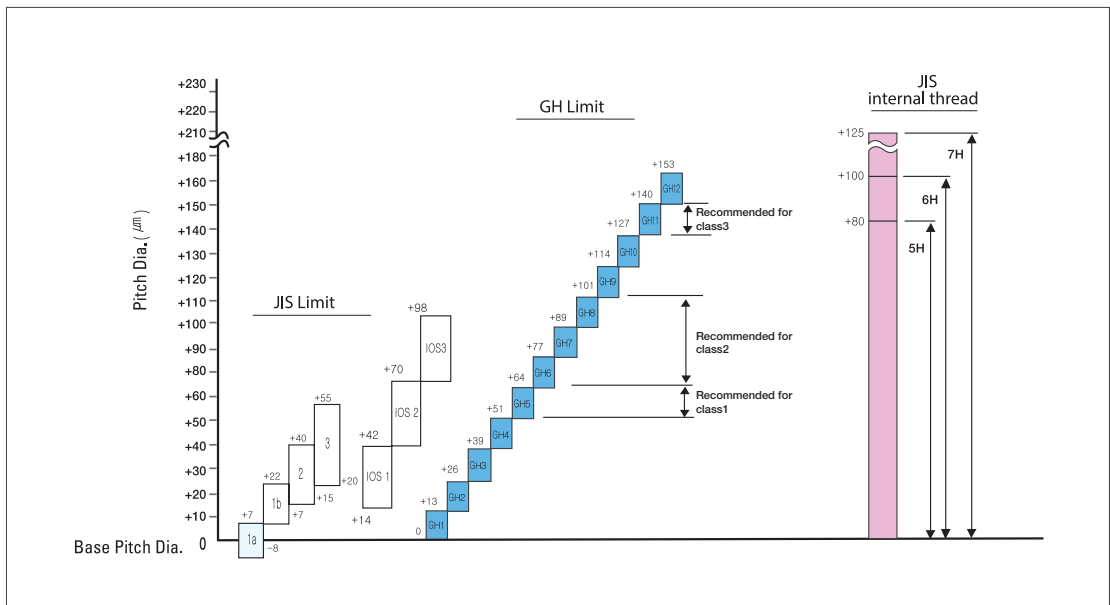 JIS
internal thread
GH Limit
JIS Limit
Pitch Dia. (㎛)
Base Pitch Dia.
+230
+220
+210
+180
+160
+150
+140
+130
+120
+110
+100
+90
+80
+70
+60
+50
+40
+30
+20
+10
0
+7
1a
-8
+22
1b
+7
+40
2
+15
+55
3
+20
+42
IOS 1
+14
+70
IOS 2
+98
IOS3
0
+13
GH1
+26
GH2
+39
GH3
+51
GH4
+64
GH5
+77
GH6
+89
GH7
+101
GH8
+114
GH9
+127
GH10
+140
GH11
+153
GH12
Recommended for
class3
Recommended for
class2
Recommended for
class1
+125
+100
+80
7H
6H
5H